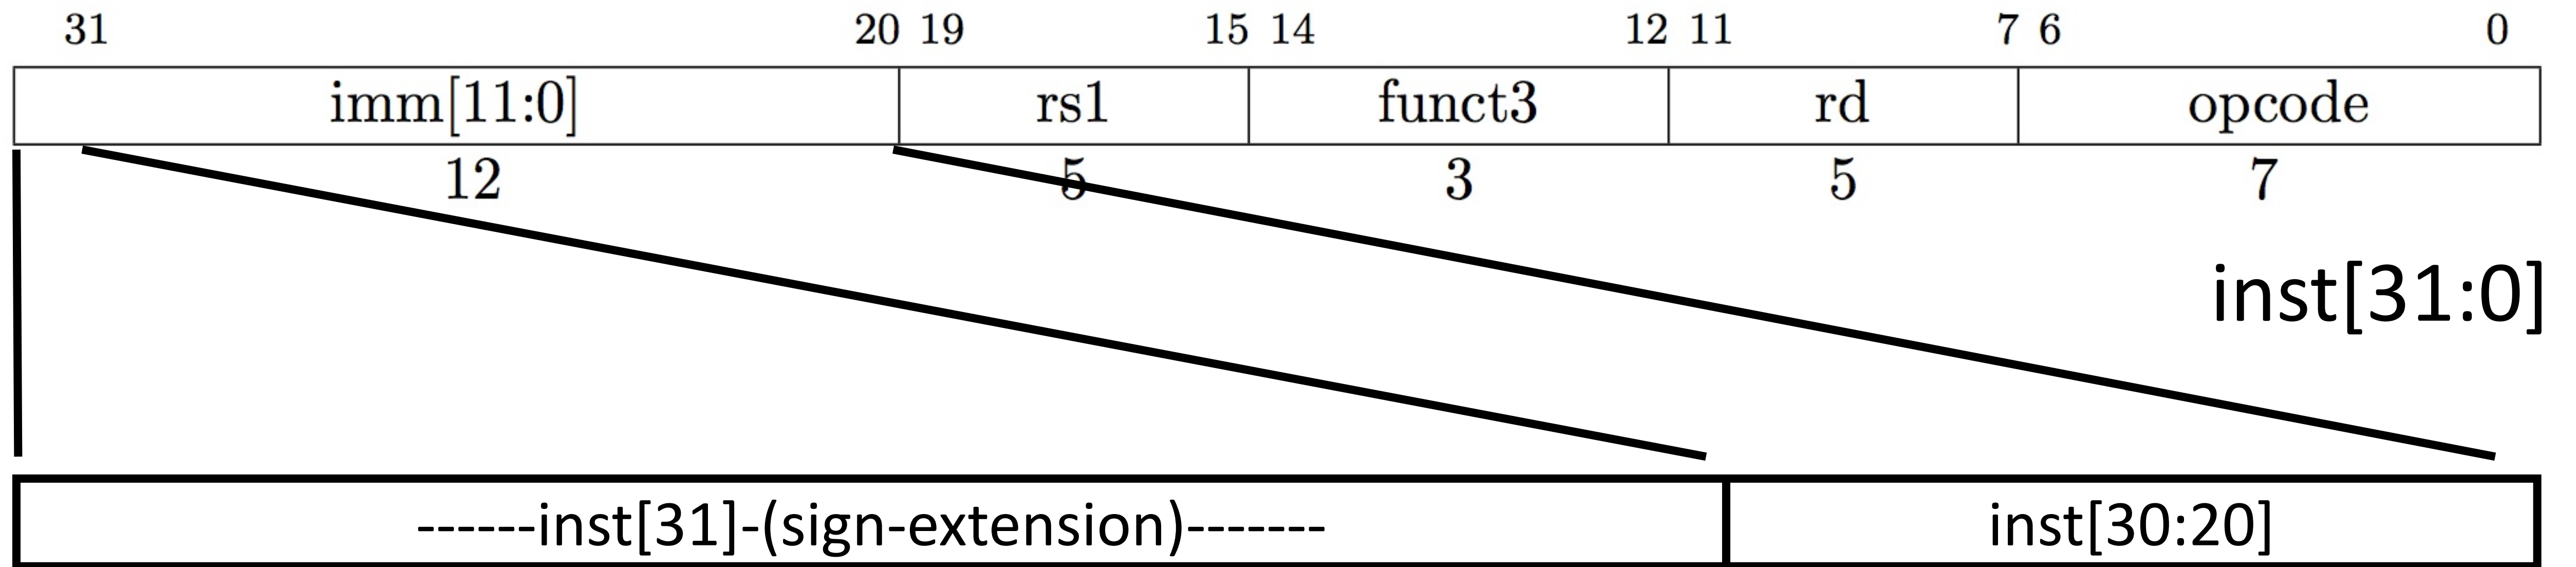 31 20 19 15 14 12 11 7 6 0
imm[11:0] rs1 funct3 rd opcode
12 5 3 5 7
inst[31:0]
------inst[31]-(sign-extension)------- inst[30:20]